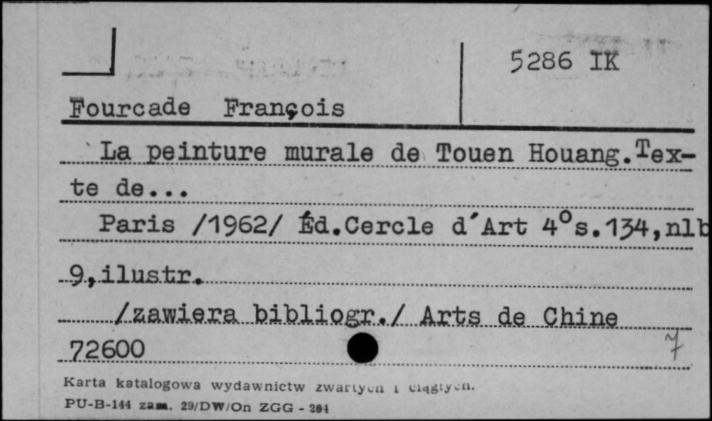 5286 IK
Fourcade François
La peinture murale de Touen Houang.Tex-
te de...
Paris /1962/ Éd.Cercle d'Art 4°s.134,nlb
9,ilustr.
/zawiera bibliogr./ Arts de Chine
72600 7
Karta katalogowa wydawnictw zwartych i ciągłych.
PU-B-144 zam. 29/DW/On ZGG - 204